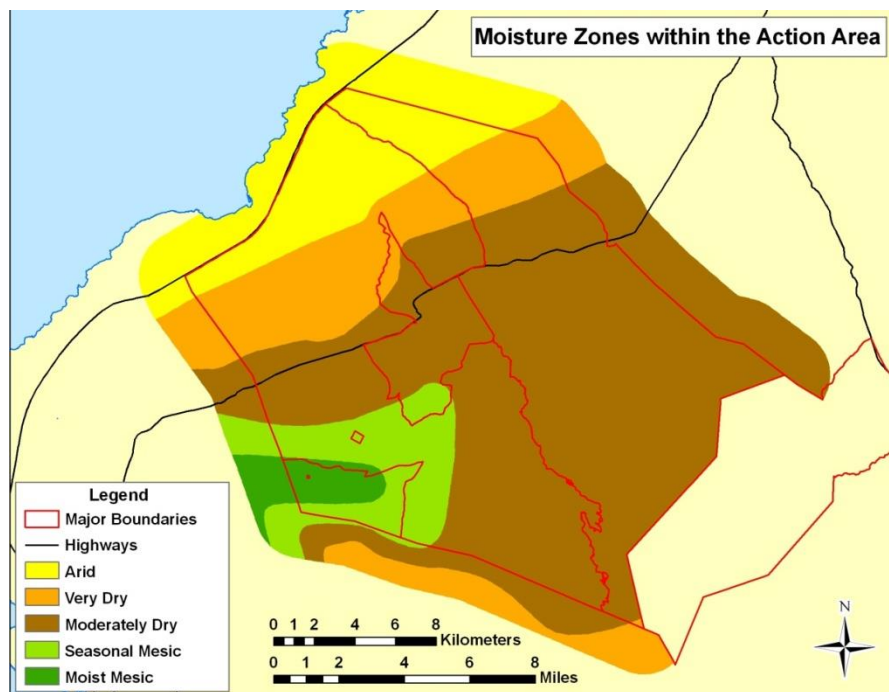 Moisture Zones within the Action Area
Legend
Major Boundaries
Highways
Arid
Very Dry
Moderately Dry
Seasonal Mesic
Moist Mesic
0 1 2 4 6 8
Kilometers
0 1 2 4 6 8
Miles
N